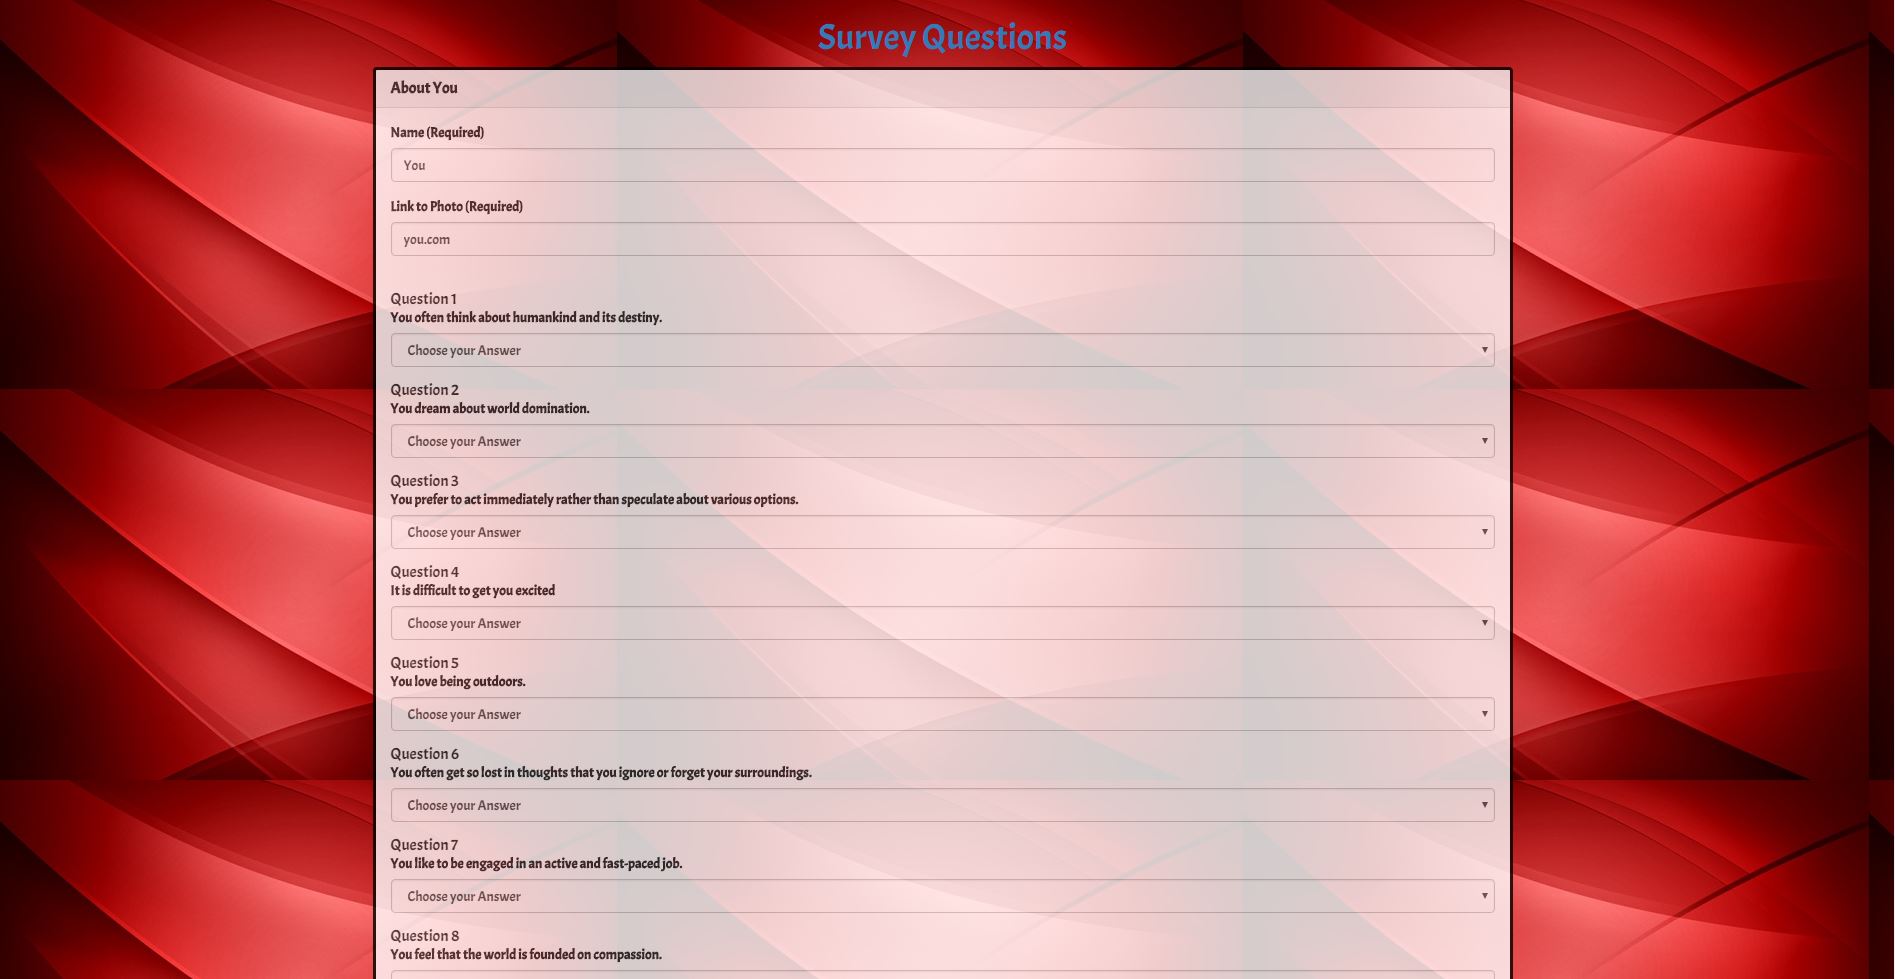 Survey Questions
About You
Name (Required)
You
Link to Photo (Required)
you.com
Question 1
You often think about humankind and its destiny.
Choose your Answer
Question 2
You dream about world domination.
Choose your Answer
Question 3
You prefer to act immediately rather than speculate about various options.
Choose your Answer
Question 4
It is difficult to get you excited
Choose your Answer
Question 5
You love being outdoors.
Choose your Answer
Question 6
You often get so lost in thoughts that you ignore or forget your surroundings.
Choose your Answer
Question 7
You like to be engaged in an active and fast-paced job.
Choose your Answer
Question 8
You feel that the world is founded on compassion.